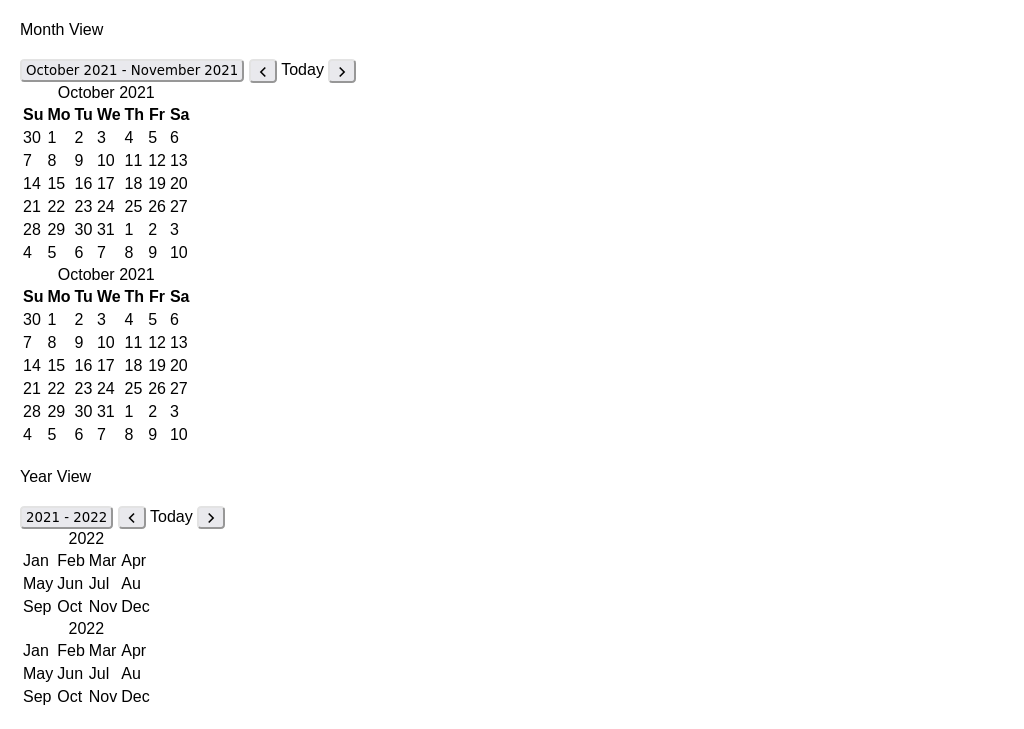 Month View
October 2021 - November 2021 Today
October 2021
Su Mo Tu We Th Fr Sa
30 1 2 3 4 5 6
7 8 9 10 11 12 13
14 15 16 17 18 19 20
21 22 23 24 25 26 27
28 29 30 31 1 2 3
4 5 6 7 8 9 10
October 2021
Su Mo Tu We Th Fr Sa
30 1 2 3 4 5 6
7 8 9 10 11 12 13
14 15 16 17 18 19 20
21 22 23 24 25 26 27
28 29 30 31 1 2 3
4 5 6 7 8 9 10
Year View
2021 - 2022 Today
2022
Jan Feb Mar Apr
May Jun Jul Au
Sep Oct Nov Dec
2022
Jan Feb Mar Apr
May Jun Jul Au
Sep Oct Nov Dec